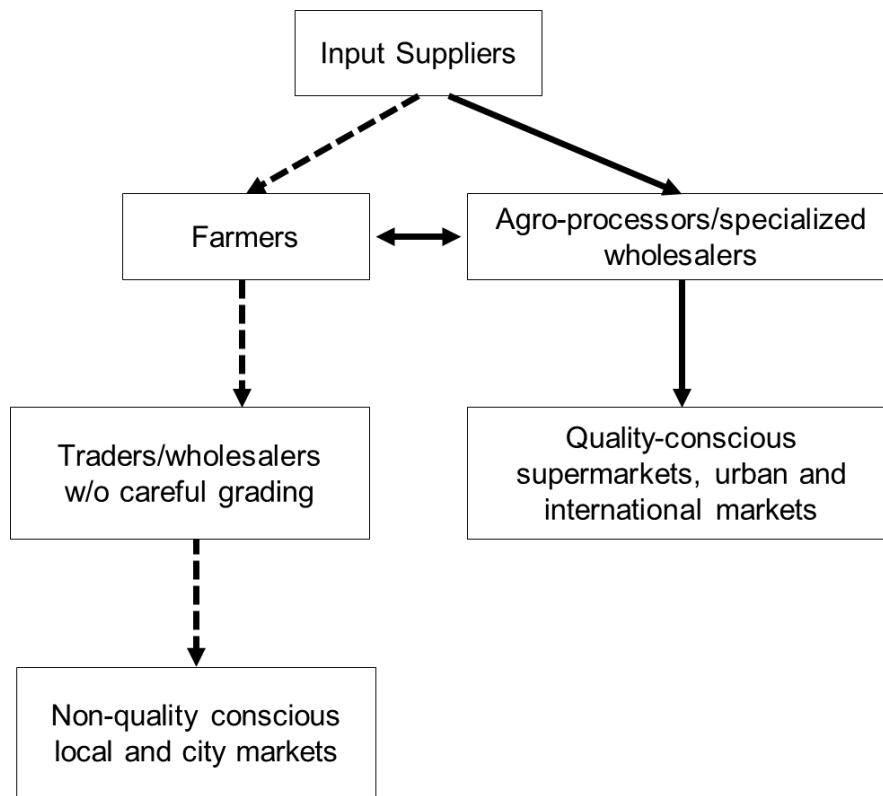 Input Suppliers
Farmers
Agro-processors/specialized
wholesalers
Traders/wholesalers
w/o careful grading
Quality-conscious
supermarkets, urban and
international markets
Non-quality conscious
local and city markets